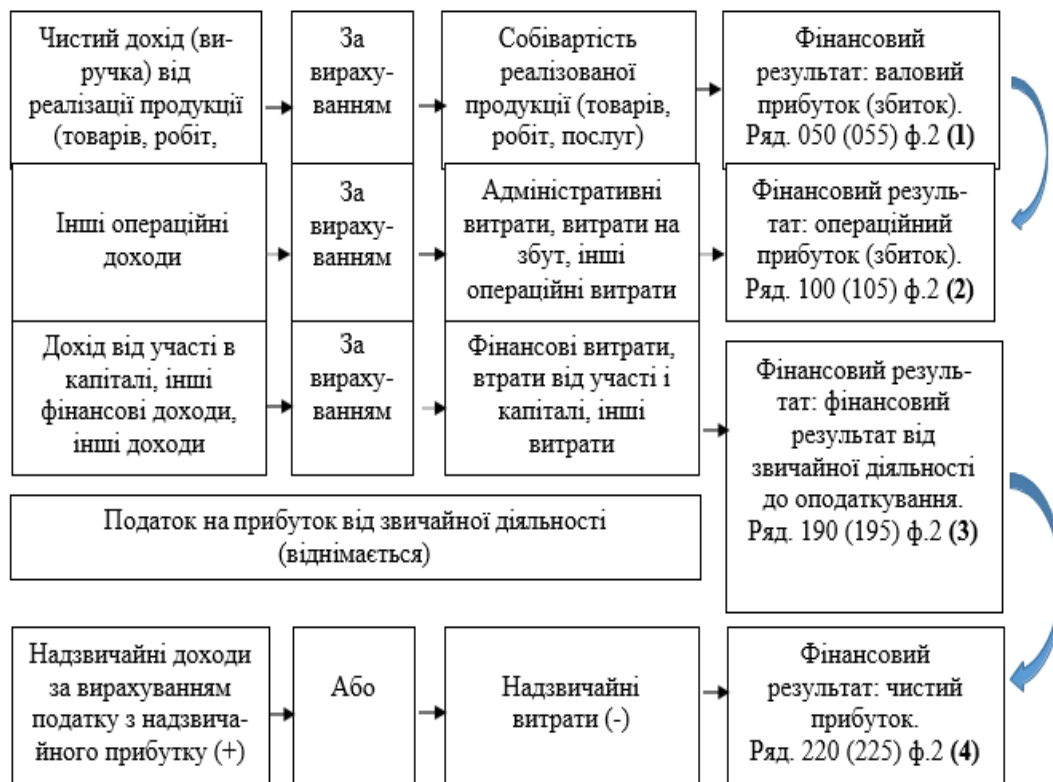 Чистий дохід (ви-
ручка) від
реалізації продукції
(товарів, робіт,
За
вираху-
ванням
Собівартість
реалізованої
продукції (товарів,
робіт, послуг)
Фінансовий
результат: валовий
прибуток (збиток).
Ряд. 050 (055) ф.2 (1)
Інші операційні
доходи
За
вираху-
ванням
Адміністративні
витрати, витрати на
збут, інші
операційні витрати
Фінансовий резуль-
тат: операційний
прибуток (збиток).
Ряд. 100 (105) ф.2 (2)
Дохід від участі в
капіталі, інші
фінансові доходи,
інші доходи
За
вираху-
ванням
Фінансові витрати,
втрати від участі і
капіталі, інші
витрати
Фінансовий резуль-
тат: фінансовий
результат від
звичайної діяльності
до оподаткування.
Ряд. 190 (195) ф.2 (3)
Податок на прибуток від звичайної діяльності
(віднімається)
Надзвичайні доходи
за вирахуванням
податку з надзвича-
йного прибутку (+)
Або
Надзвичайні
витрати (-)
Фінансовий
результат: чистий
прибуток.
Ряд. 220 (225) ф.2 (4)